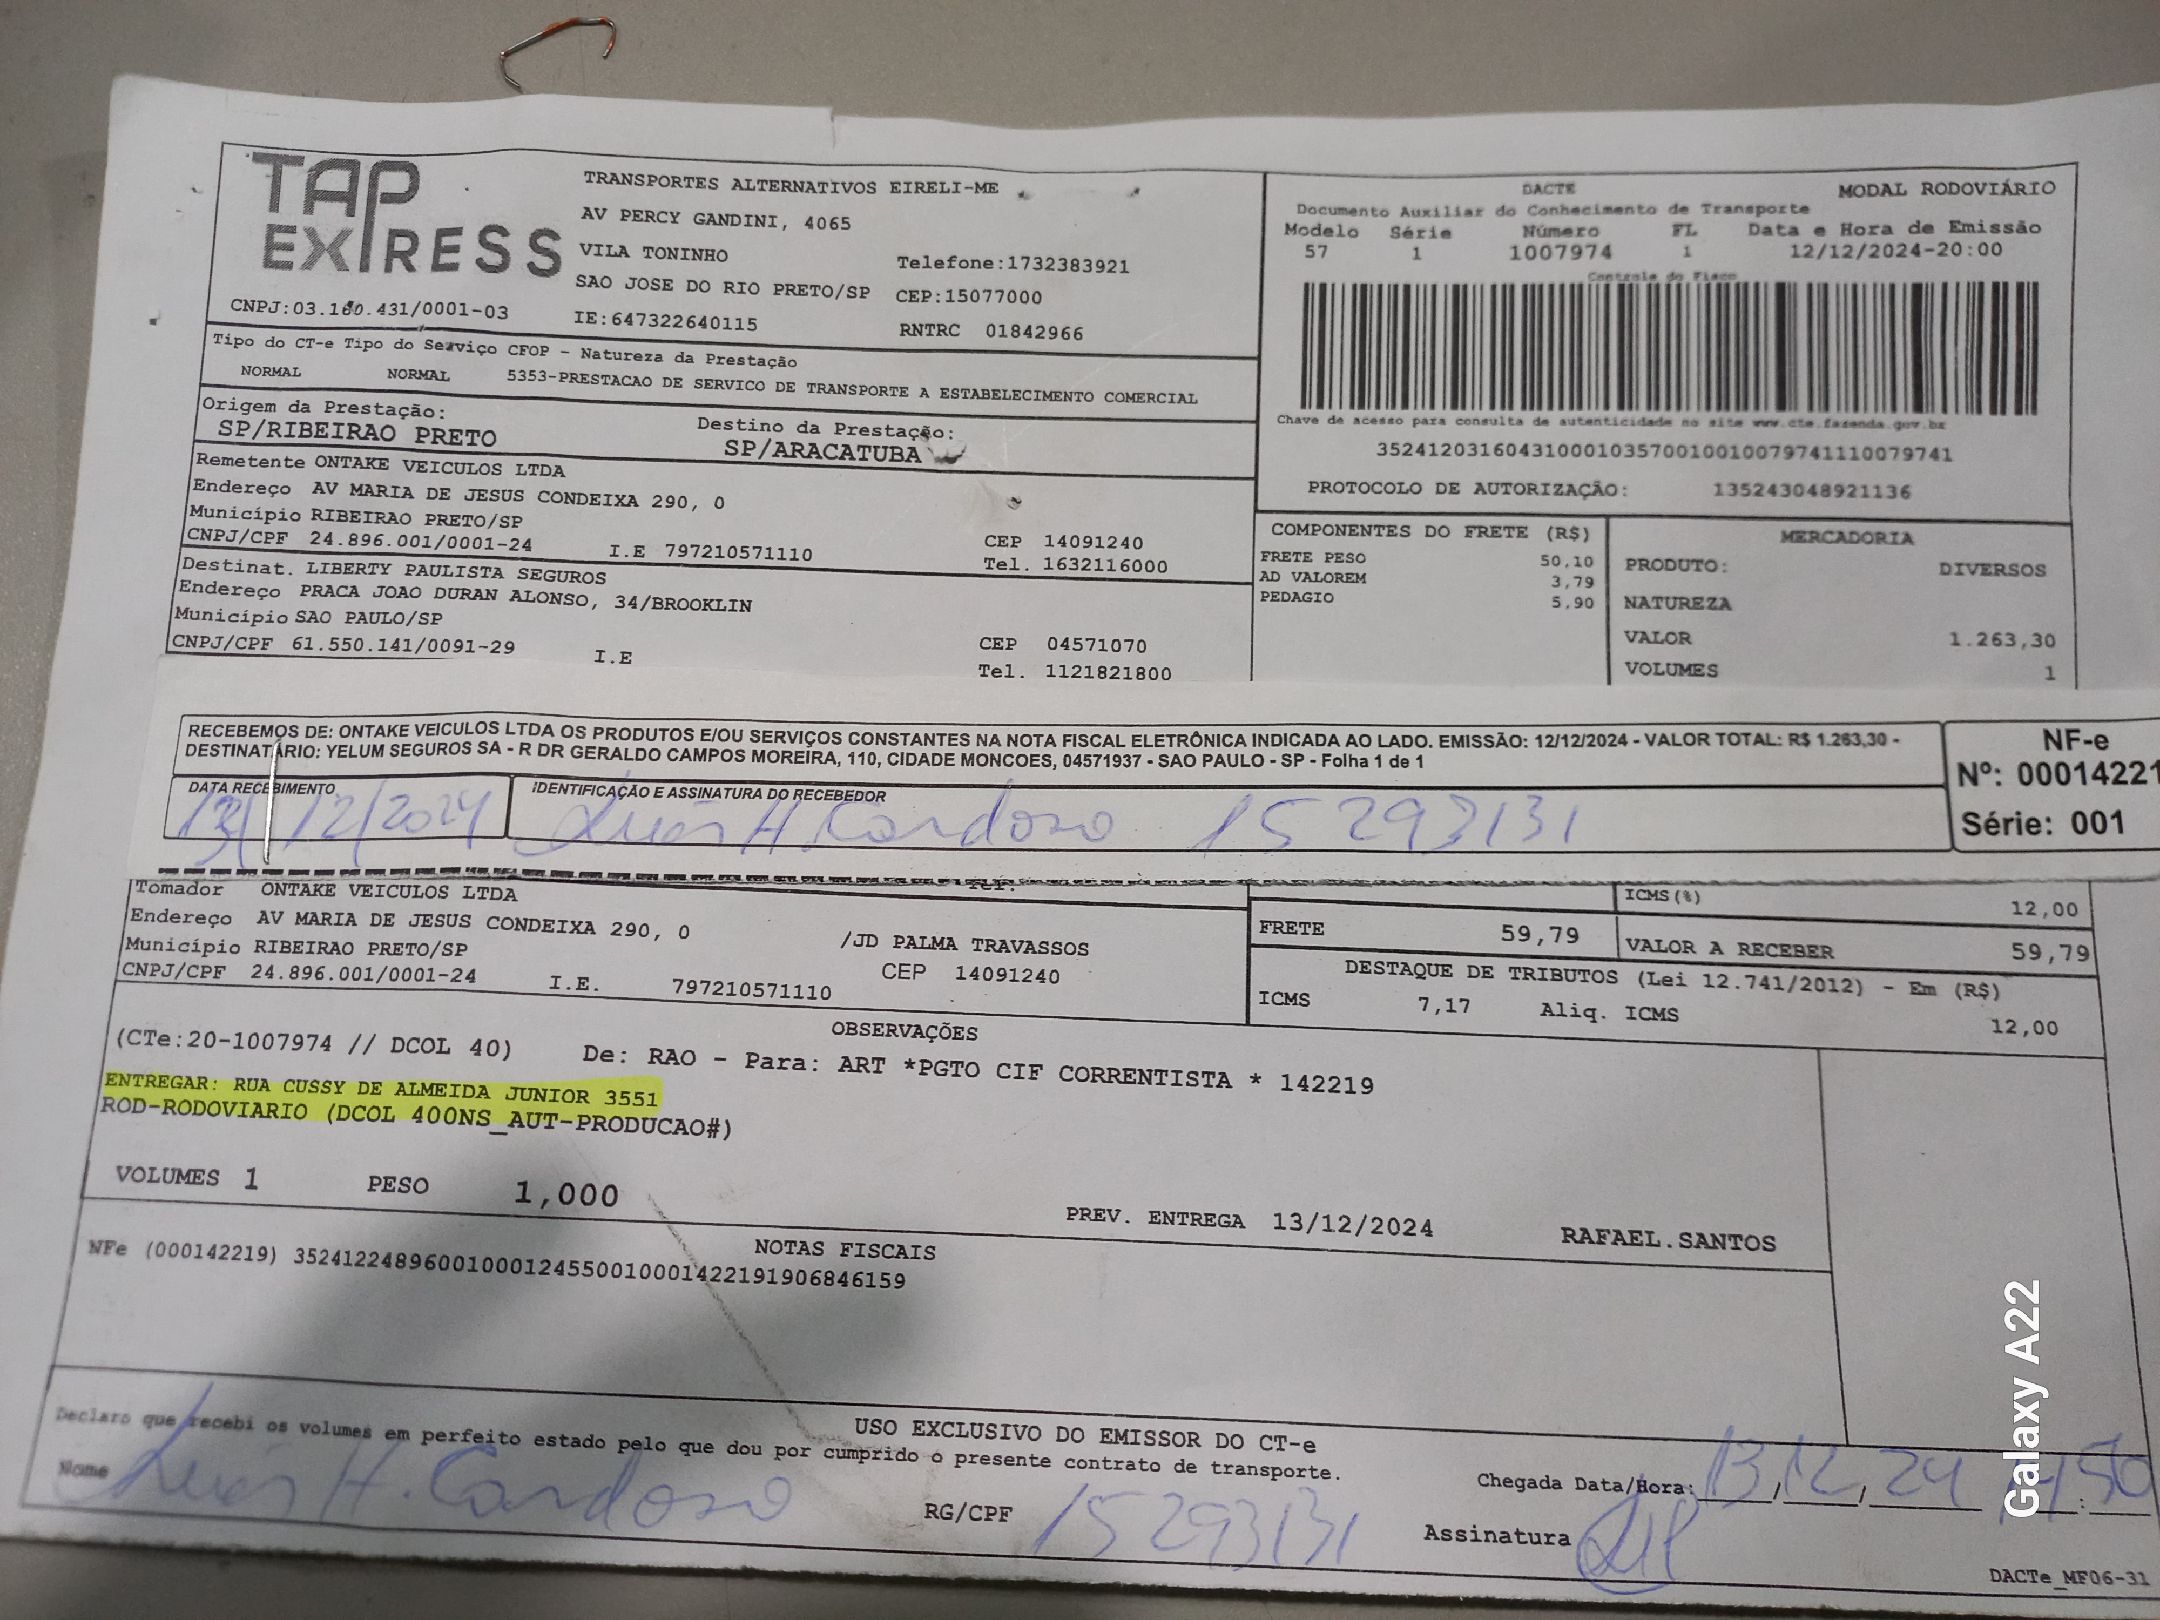 TAP EXPRESS
CNPJ:03.160.431/0001-03
TRANSPORTES ALTERNATIVOS EIRELI-ME
AV PERCY GANDINI, 4065
VILA TONINHO
Telefone:1732383921
SAO JOSE DO RIO PRETO/SP CEP:15077000
IE:647322640115
RNTRC 01842966
DACTE
MODAL RODOVIÁRIO
Documento Auxiliar do Conhecimento de Transporte
Modelo Série Número FL Data e Hora de Emissão
57 1 1007974 1 12/12/2024-20:00
Controle do Fisco
Chave de acesso para consulta de autenticidade no site www.cte.fazenda.gov.br
35241203160431000103570010010079741110079741
PROTOCOLO DE AUTORIZAÇÃO: 135243048921136
Tipo do CT-e Tipo do Serviço CFOP - Natureza da Prestação
NORMAL NORMAL 5353-PRESTACAO DE SERVICO DE TRANSPORTE A ESTABELECIMENTO COMERCIAL
Origem da Prestação:
SP/RIBEIRAO PRETO
Destino da Prestação:
SP/ARACATUBA
Remetente ONTAKE VEICULOS LTDA
Endereço AV MARIA DE JESUS CONDEIXA 290, 0
Município RIBEIRAO PRETO/SP
CEP 14091240
CNPJ/CPF 24.896.001/0001-24 I.E 797210571110
Tel. 1632116000
Destinat. LIBERTY PAULISTA SEGUROS
Endereço PRACA JOAO DURAN ALONSO, 34/BROOKLIN
Município SAO PAULO/SP
CEP 04571070
CNPJ/CPF 61.550.141/0091-29 I.E
Tel. 1121821800
COMPONENTES DO FRETE (R$)
FRETE PESO 50,10
AD VALOREM 3,79
PEDAGIO 5,90
MERCADORIA
PRODUTO: DIVERSOS
NATUREZA
VALOR 1.263,30
VOLUMES 1
RECEBEMOS DE: ONTAKE VEICULOS LTDA OS PRODUTOS E/OU SERVIÇOS CONSTANTES NA NOTA FISCAL ELETRÔNICA INDICADA AO LADO. EMISSÃO: 12/12/2024 - VALOR TOTAL: R$ 1.263,30 -
DESTINATÁRIO: YELUM SEGUROS SA - R DR GERALDO CAMPOS MOREIRA, 110, CIDADE MONCOES, 04571937 - SAO PAULO - SP - Folha 1 de 1
DATA RECEBIMENTO
13/12/2024
IDENTIFICAÇÃO E ASSINATURA DO RECEBEDOR
Luis H. Cardoso 15293131
NF-e
Nº: 00014221
Série: 001
Tomador ONTAKE VEICULOS LTDA
Endereço AV MARIA DE JESUS CONDEIXA 290, 0
/JD PALMA TRAVASSOS
Município RIBEIRAO PRETO/SP
CEP 14091240
CNPJ/CPF 24.896.001/0001-24 I.E. 797210571110
ICMS(%) 12,00
FRETE 59,79
VALOR A RECEBER 59,79
DESTAQUE DE TRIBUTOS (Lei 12.741/2012) - Em (R$)
ICMS 7,17 Aliq. ICMS 12,00
OBSERVAÇÕES
(CTe:20-1007974 // DCOL 40) De: RAO - Para: ART *PGTO CIF CORRENTISTA * 142219
ENTREGAR: RUA CUSSY DE ALMEIDA JUNIOR 3551
ROD-RODOVIARIO (DCOL 400NS_AUT-PRODUCAO#)
VOLUMES 1 PESO 1,000
PREV. ENTREGA 13/12/2024 RAFAEL.SANTOS
NOTAS FISCAIS
NFe (000142219) 35241224896001000124550010001422191906846159
USO EXCLUSIVO DO EMISSOR DO CT-e
Declaro que recebi os volumes em perfeito estado pelo que dou por cumprido o presente contrato de transporte.
Nome Luis H. Cardoso
RG/CPF 15293131
Chegada Data/Hora: 13,12,24
Assinatura
DACTe_MF06-31
Galaxy A22